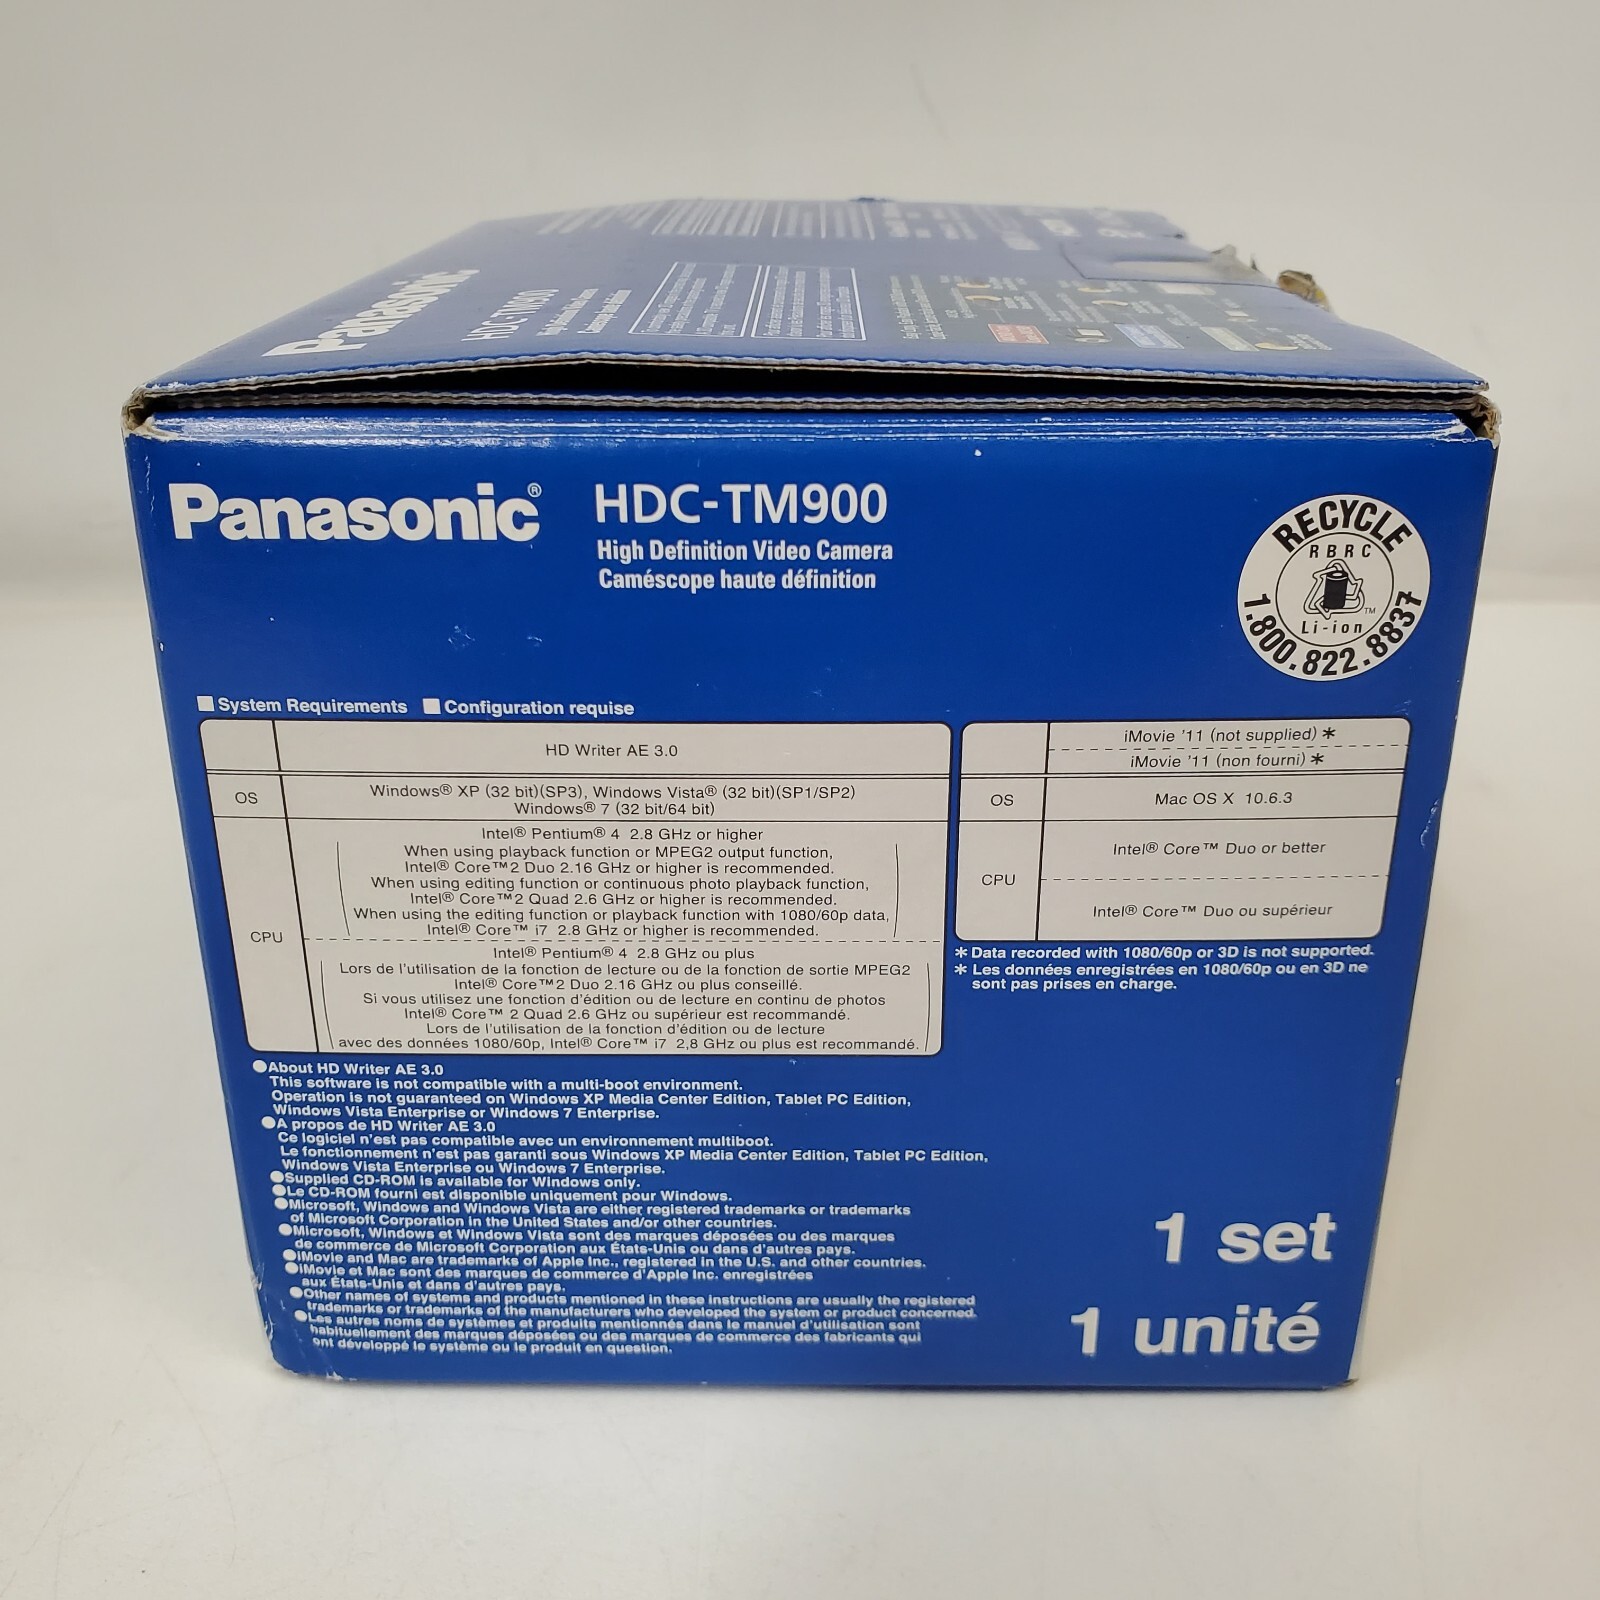 Panasonic
HDC-TM900
Panasonic®
HDC-TM900
High Definition Video Camera
Caméscope haute définition
RECYCLE
RBRC
TM
Li-ion
1.800.822.8837
System Requirements
Configuration requise
HD Writer AE 3.0
OS
Windows® XP (32 bit)(SP3), Windows Vista® (32 bit)(SP1/SP2)
Windows® 7 (32 bit/64 bit)
CPU
Intel® Pentium® 4 2.8 GHz or higher
When using playback function or MPEG2 output function,
Intel® Core™2 Duo 2.16 GHz or higher is recommended.
When using editing function or continuous photo playback function,
Intel® Core™2 Quad 2.6 GHz or higher is recommended.
When using the editing function or playback function with 1080/60p data,
Intel® Core™ i7 2.8 GHz or higher is recommended.
Intel® Pentium® 4 2.8 GHz ou plus
Lors de l'utilisation de la fonction de lecture ou de la fonction de sortie MPEG2
Intel® Core™2 Duo 2.16 GHz ou plus conseillé.
Si vous utilisez une fonction d'édition ou de lecture en continu de photos
Intel® Core™ 2 Quad 2.6 GHz ou supérieur est recommandé.
Lors de l'utilisation de la fonction d'édition ou de lecture
avec des données 1080/60p, Intel® Core™ i7 2,8 GHz ou plus est recommandé.
iMovie '11 (not supplied) *
iMovie '11 (non fourni) *
OS
Mac OS X 10.6.3
CPU
Intel® Core™ Duo or better
Intel® Core™ Duo ou supérieur
* Data recorded with 1080/60p or 3D is not supported.
* Les données enregistrées en 1080/60p ou en 3D ne
sont pas prises en charge.
●About HD Writer AE 3.0
This software is not compatible with a multi-boot environment.
Operation is not guaranteed on Windows XP Media Center Edition, Tablet PC Edition,
Windows Vista Enterprise or Windows 7 Enterprise.
●A propos de HD Writer AE 3.0
Ce logiciel n'est pas compatible avec un environnement multiboot.
Le fonctionnement n'est pas garanti sous Windows XP Media Center Edition, Tablet PC Edition,
Windows Vista Enterprise ou Windows 7 Enterprise.
●Supplied CD-ROM is available for Windows only.
●Le CD-ROM fourni est disponible uniquement pour Windows.
●Microsoft, Windows and Windows Vista are either registered trademarks or trademarks
of Microsoft Corporation in the United States and/or other countries.
●Microsoft, Windows et Windows Vista sont des marques déposées ou des marques
de commerce de Microsoft Corporation aux États-Unis ou dans d'autres pays.
●iMovie and Mac are trademarks of Apple Inc., registered in the U.S. and other countries.
●iMovie et Mac sont des marques de commerce d'Apple Inc. enregistrées
aux États-Unis et dans d'autres pays.
●Other names of systems and products mentioned in these instructions are usually the registered
trademarks or trademarks of the manufacturers who developed the system or product concerned.
●Les autres noms de systèmes et produits mentionnés dans le manuel d'utilisation sont
habituellement des marques déposées ou des marques de commerce des fabricants qui
ont développé le système ou le produit en question.
1 set
1 unité